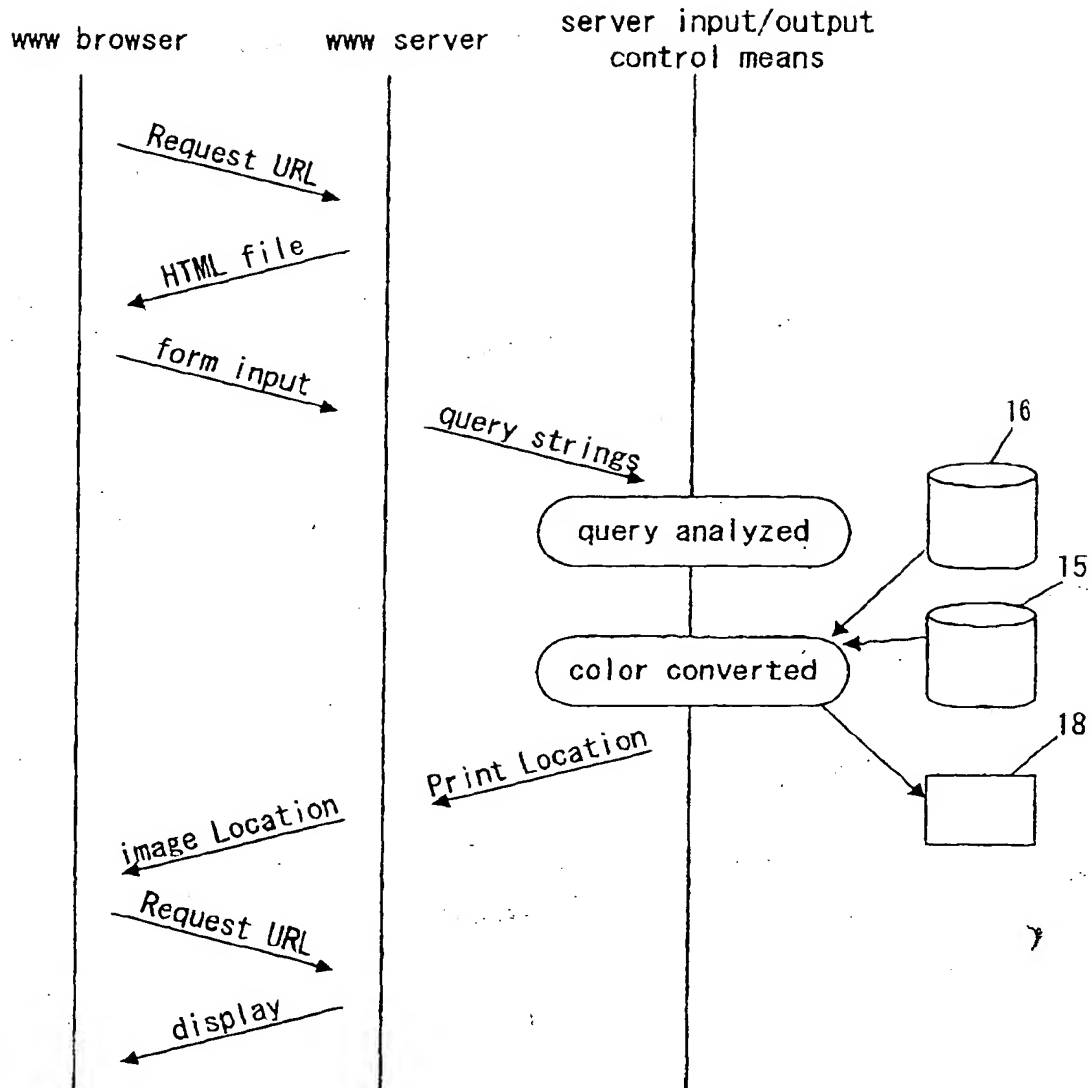 www browser
www server
server input/output
control means
Request URL
HTML file
form input
query strings
16
query analyzed
15
color converted
18
Print Location
image Location
Request URL
display